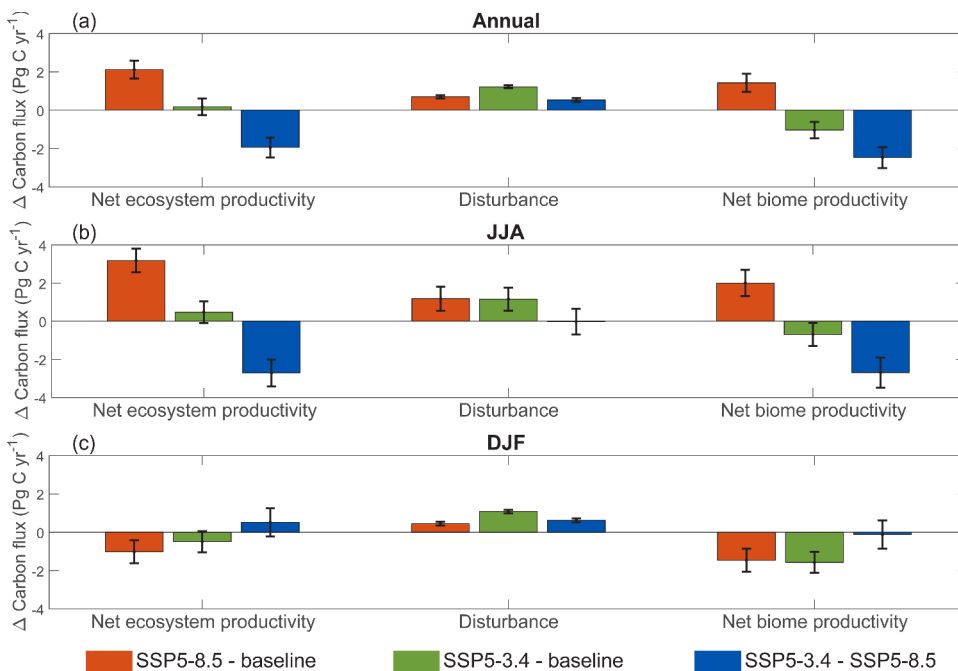 (a) Annual
Δ Carbon flux (Pg C yr⁻¹)
4
2
0
-2
-4
Net ecosystem productivity Disturbance Net biome productivity
(b) JJA
Δ Carbon flux (Pg C yr⁻¹)
4
2
0
-2
-4
Net ecosystem productivity Disturbance Net biome productivity
(c) DJF
Δ Carbon flux (Pg C yr⁻¹)
4
2
0
-2
-4
Net ecosystem productivity Disturbance Net biome productivity
SSP5-8.5 - baseline SSP5-3.4 - baseline SSP5-3.4 - SSP5-8.5